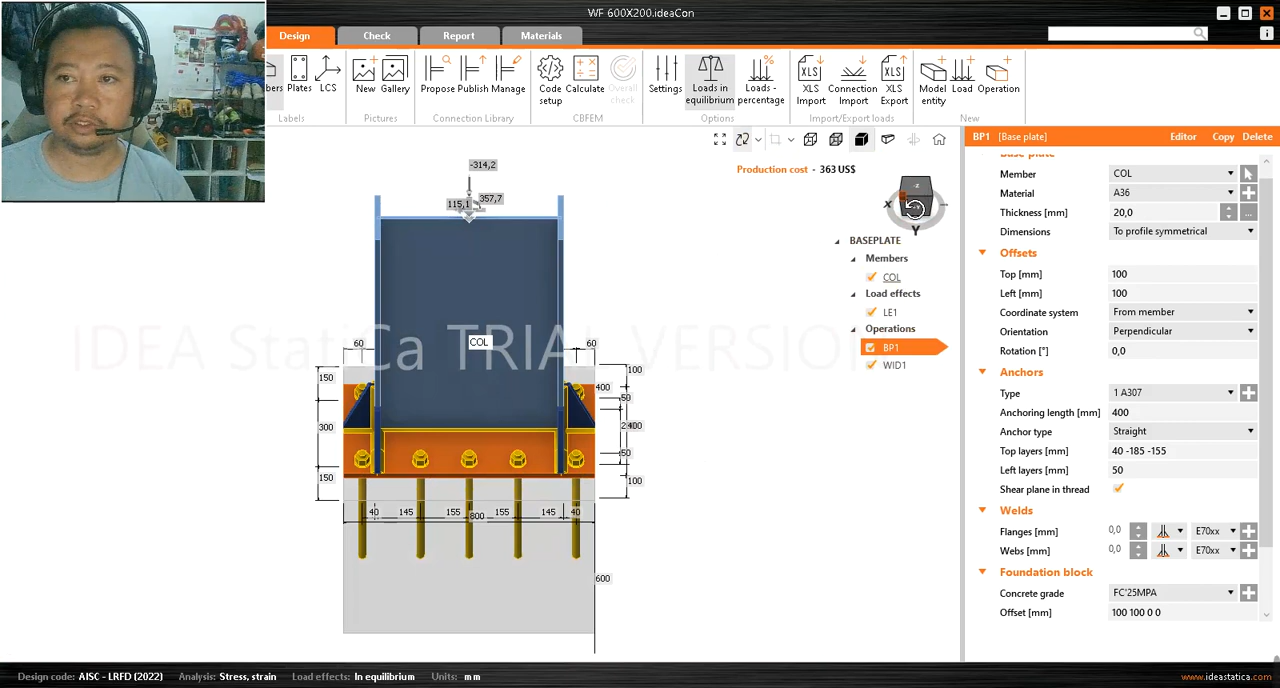 WF 600X200.ideaCon
Design Check Report Materials
bers Plates LCS New Gallery Propose Publish Manage Code setup Calculate Overall check Settings Loads in equilibrium Loads - percentage XLS Import Connection Import XLS Export Model entity Load Operation
Labels Pictures Connection Library CBFEM Options Import/Export loads New
BP1 [Base plate] Editor Copy Delete
Production cost - 363 US$
-314,2
115,1 357,7
X -Z Y
BASEPLATE
Members
COL
Load effects
LE1
Operations
BP1
WID1
IDEA StatiCa TRIAL VERSION
COL
60 60
150 100
400
50
300
50
150 100
40 145 155 155 145 40
800
600
Base plate
Member COL
Material A36
Thickness [mm] 20,0 ...
Dimensions To profile symmetrical
Offsets
Top [mm] 100
Left [mm] 100
Coordinate system From member
Orientation Perpendicular
Rotation [°] 0,0
Anchors
Type 1 A307
Anchoring length [mm] 400
Anchor type Straight
Top layers [mm] 40 -185 -155
Left layers [mm] 50
Shear plane in thread
Welds
Flanges [mm] 0,0 E70xx
Webs [mm] 0,0 E70xx
Foundation block
Concrete grade FC'25MPA
Offset [mm] 100 100 0 0
Design code: AISC - LRFD (2022) Analysis: Stress, strain Load effects: In equilibrium Units: mm www.ideastatica.com